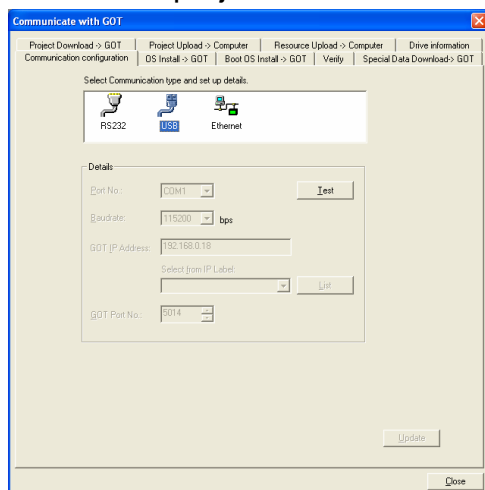 Communicate with GOT
Project Download -> GOT Project Upload -> Computer Resource Upload -> Computer Drive information
Communication configuration OS Install -> GOT Boot OS Install -> GOT Verify Special Data Download-> GOT
Select Communication type and set up details.
RS232 USB Ethernet
Details
Port No.: COM1 Test
Baudrate: 115200 bps
GOT IP Address: 192.168.0.18
Select from IP Label:
List
GOT Port No.: 5014
Update
Close